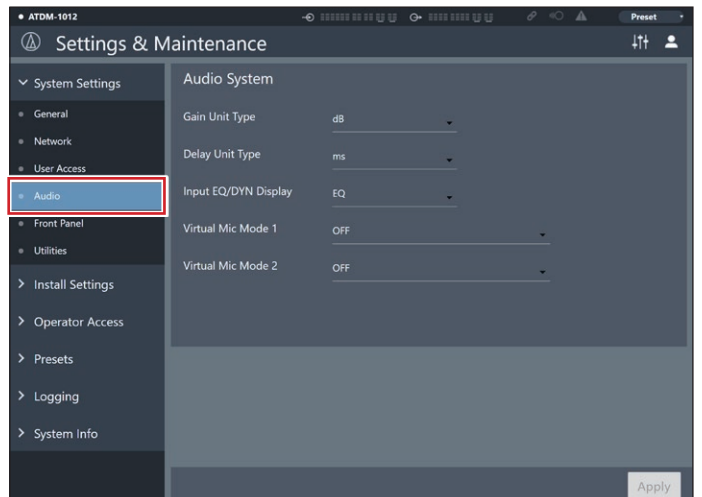 ATDM-1012
Preset
Settings & Maintenance
System Settings
General
Network
User Access
Audio
Front Panel
Utilities
Install Settings
Operator Access
Presets
Logging
System Info
Audio System
Gain Unit Type dB
Delay Unit Type ms
Input EQ/DYN Display EQ
Virtual Mic Mode 1 OFF
Virtual Mic Mode 2 OFF
Apply